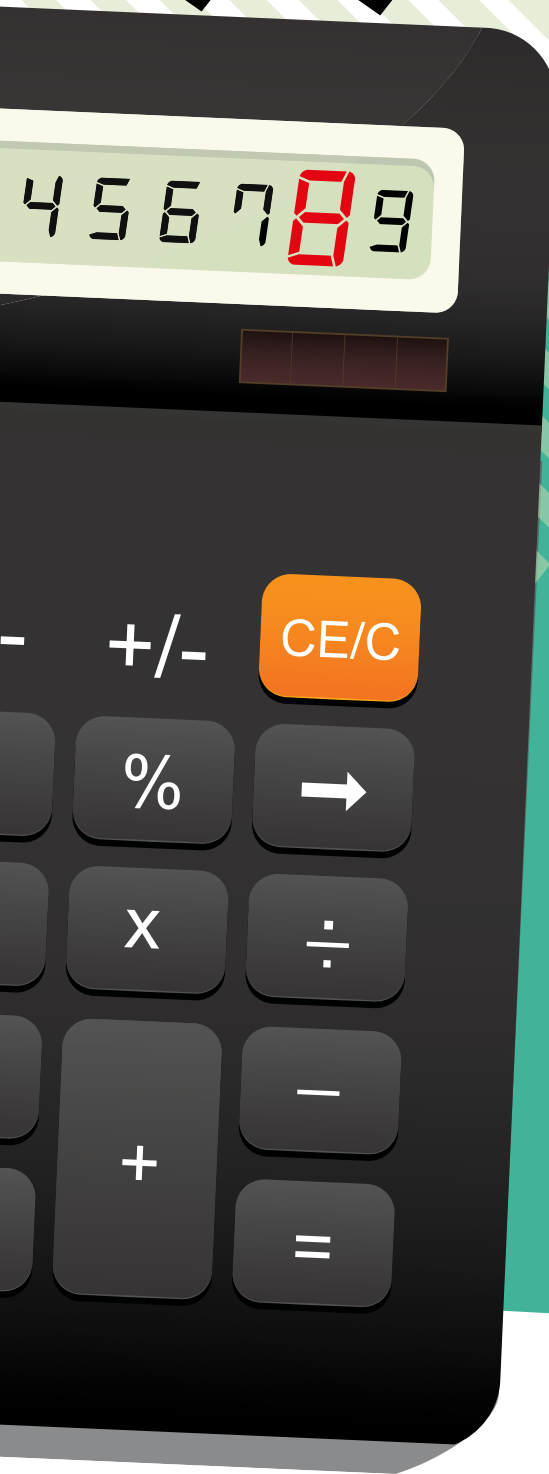 456789
+/- CE/C
% →
x ÷
−
+
=